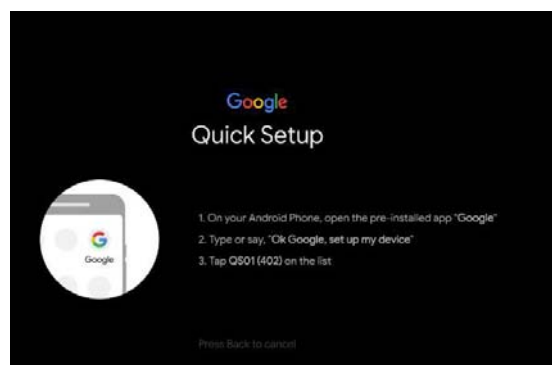 Google
Quick Setup
G
Google
1. On your Android Phone, open the pre-installed app "Google"
2. Type or say, "Ok Google, set up my device"
3. Tap QS01 (402) on the list
Press Back to cancel